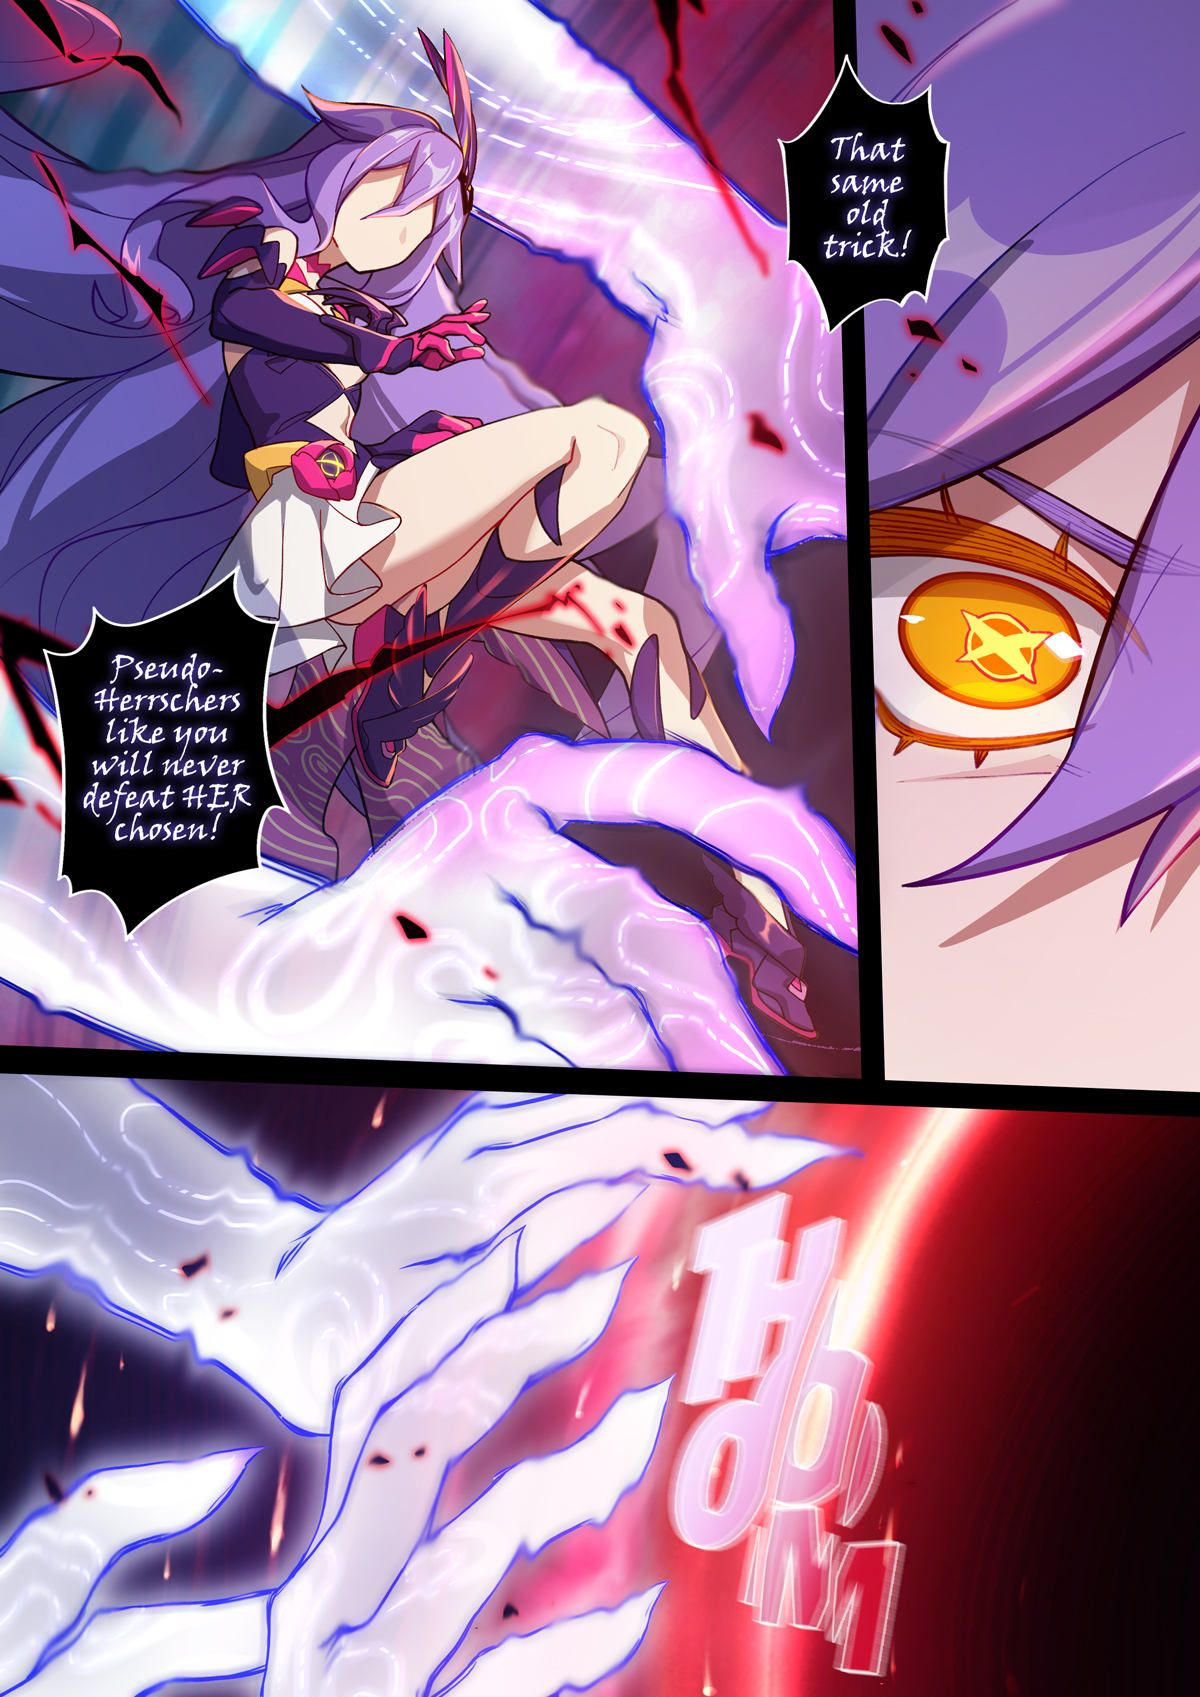 That
same
old
trick!
Pseudo-
Herrschers
like you
will never
defeat HER
chosen!
THOOOM